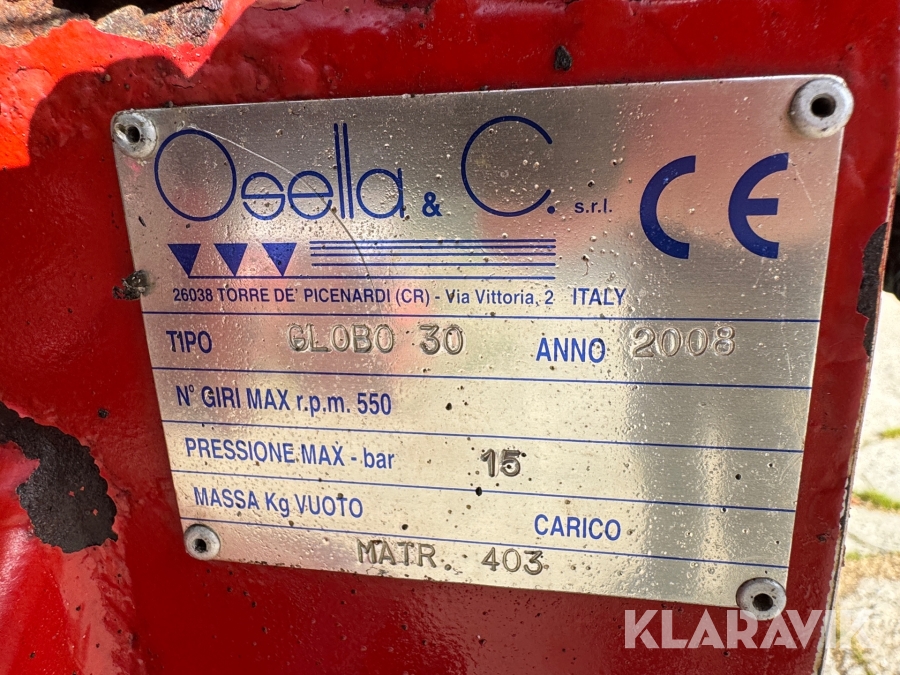 Osella & C. s.r.l. CE
26038 TORRE DE' PICENARDI (CR) - Via Vittoria, 2 ITALY
TIPO GLOBO 30 ANNO 2008
N° GIRI MAX r.p.m. 550
PRESSIONE MAX - bar 15
MASSA Kg VUOTO CARICO
MATR. 403
KLARAVIK